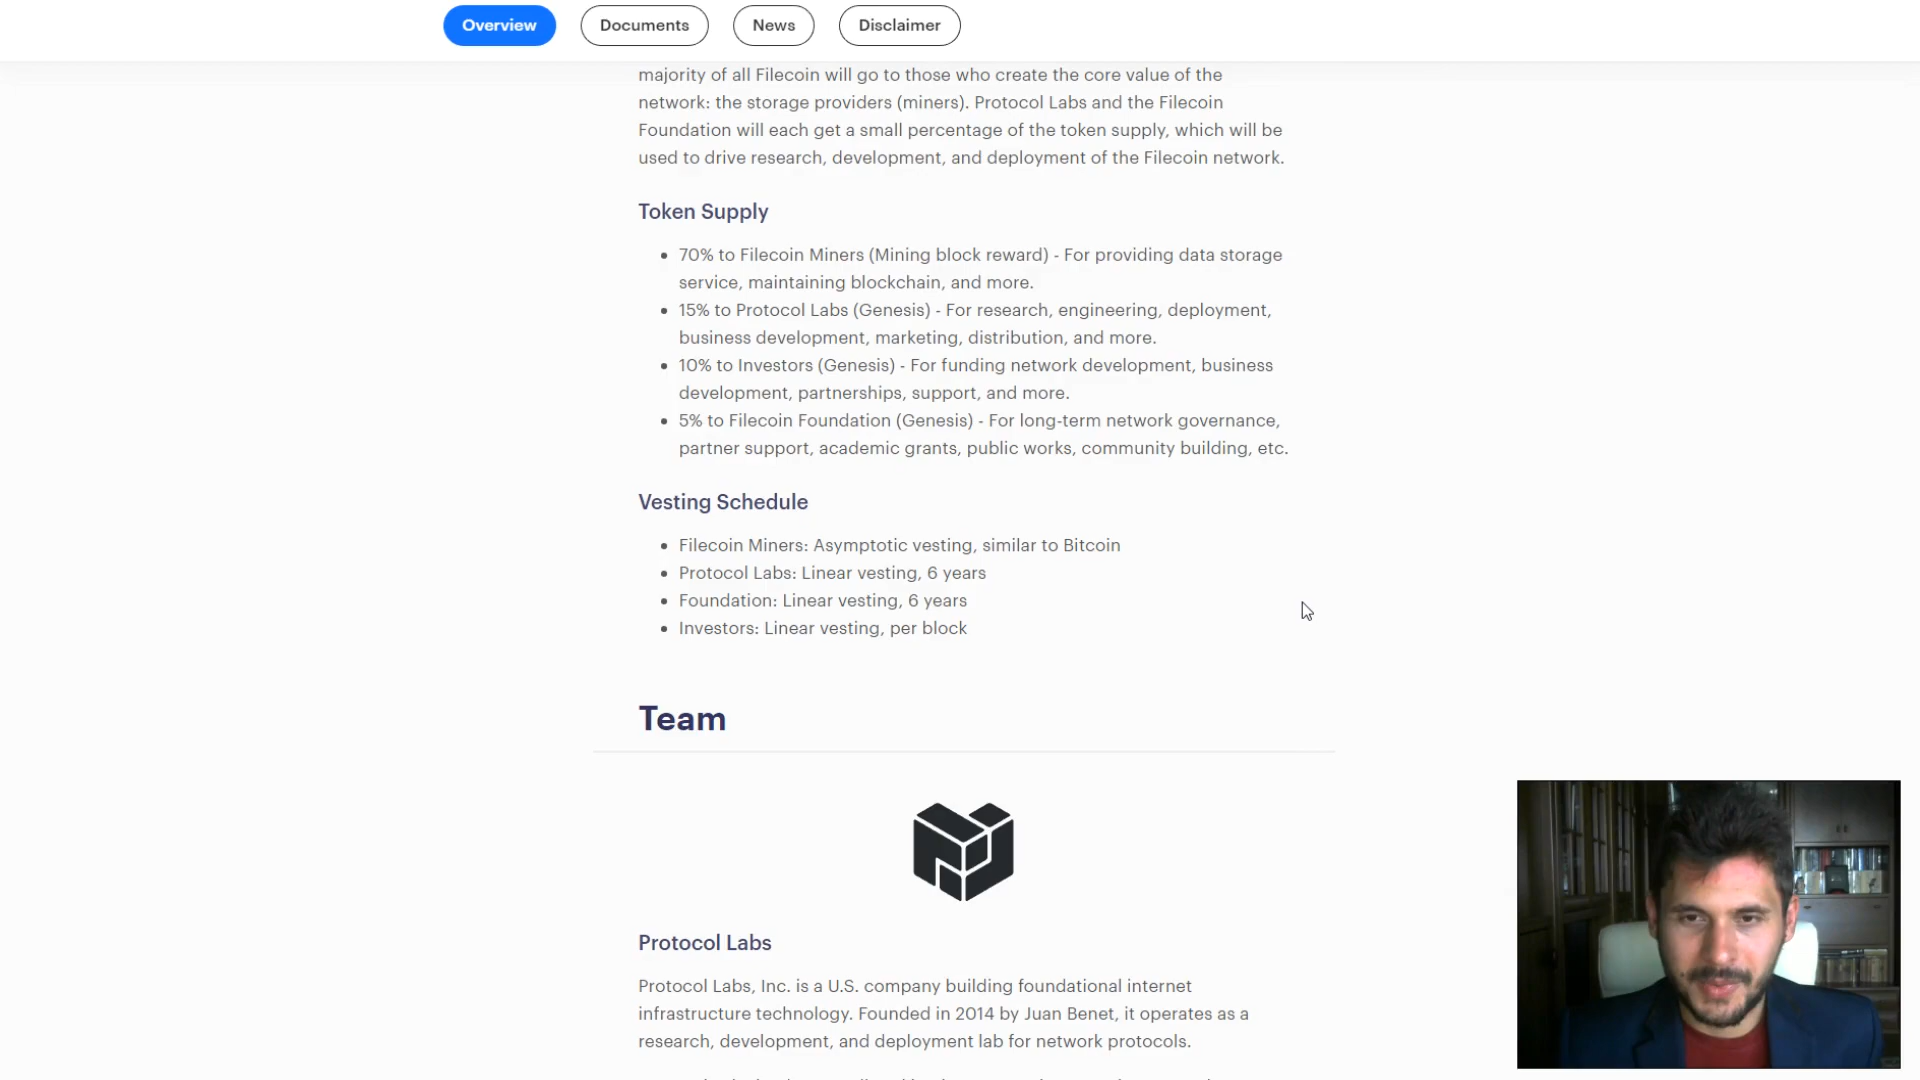 Overview
Documents
News
Disclaimer
majority of all Filecoin will go to those who create the core value of the
network: the storage providers (miners). Protocol Labs and the Filecoin
Foundation will each get a small percentage of the token supply, which will be
used to drive research, development, and deployment of the Filecoin network.
Token Supply
70% to Filecoin Miners (Mining block reward) - For providing data storage
service, maintaining blockchain, and more.
15% to Protocol Labs (Genesis) - For research, engineering, deployment,
business development, marketing, distribution, and more.
10% to Investors (Genesis) - For funding network development, business
development, partnerships, support, and more.
5% to Filecoin Foundation (Genesis) - For long-term network governance,
partner support, academic grants, public works, community building, etc.
Vesting Schedule
Filecoin Miners: Asymptotic vesting, similar to Bitcoin
Protocol Labs: Linear vesting, 6 years
Foundation: Linear vesting, 6 years
Investors: Linear vesting, per block
Team
Protocol Labs
Protocol Labs, Inc. is a U.S. company building foundational internet
infrastructure technology. Founded in 2014 by Juan Benet, it operates as a
research, development, and deployment lab for network protocols.